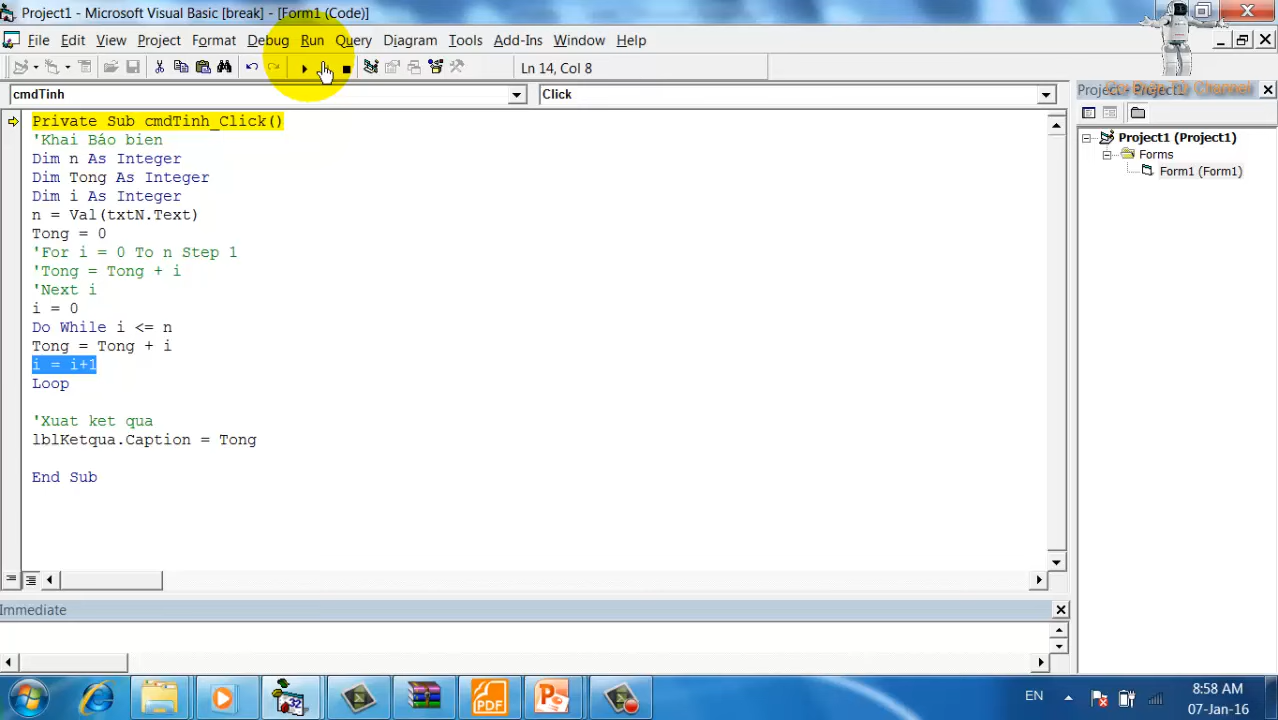 Project1 - Microsoft Visual Basic [break] - [Form1 (Code)]
File Edit View Project Format Debug Run Query Diagram Tools Add-Ins Window Help
Ln 14, Col 8
cmdTinh Click
Private Sub cmdTinh_Click()
'Khai Báo bien
Dim n As Integer
Dim Tong As Integer
Dim i As Integer
n = Val(txtN.Text)
Tong = 0
'For i = 0 To n Step 1
'Tong = Tong + i
'Next i
i = 0
Do While i <= n
Tong = Tong + i
i = i+1
Loop
'Xuat ket qua
lblKetqua.Caption = Tong
End Sub
Immediate
Project - Project1
Project1 (Project1)
Forms
Form1 (Form1)
32
PDF
EN
8:58 AM
07-Jan-16